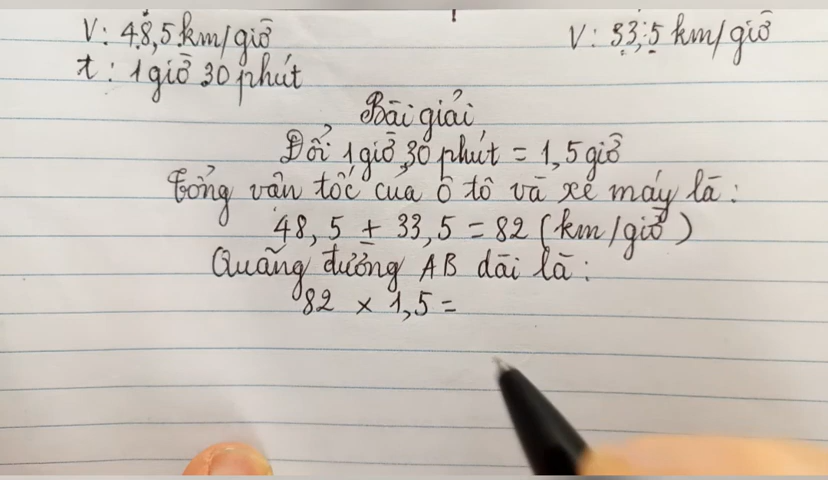 V: 48,5 km/giờ
V: 33,5 km/giờ
t: 1 giờ 30 phút
Bài giải
Đổi 1 giờ 30 phút = 1,5 giờ
Tổng vận tốc của ô tô và xe máy là:
48,5 + 33,5 = 82 (km/giờ)
Quãng đường AB dài là:
82 x 1,5 =